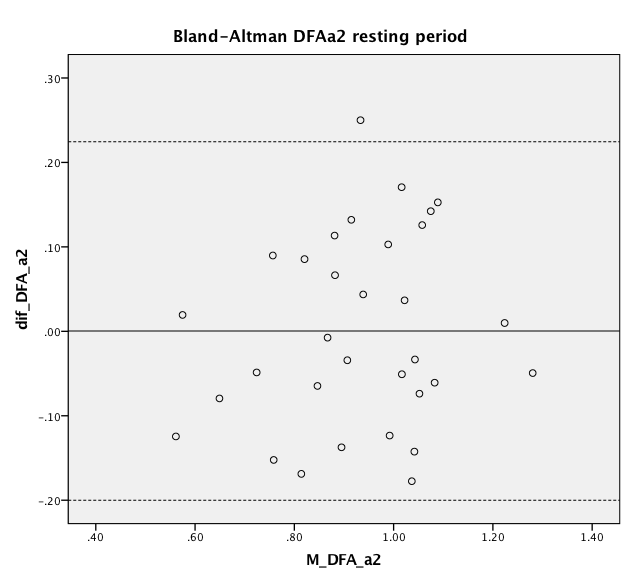 Bland-Altman DFAa2 resting period
.30
.20
.10
.00
-.10
-.20
dif_DFA_a2
.40 .60 .80 1.00 1.20 1.40
M_DFA_a2